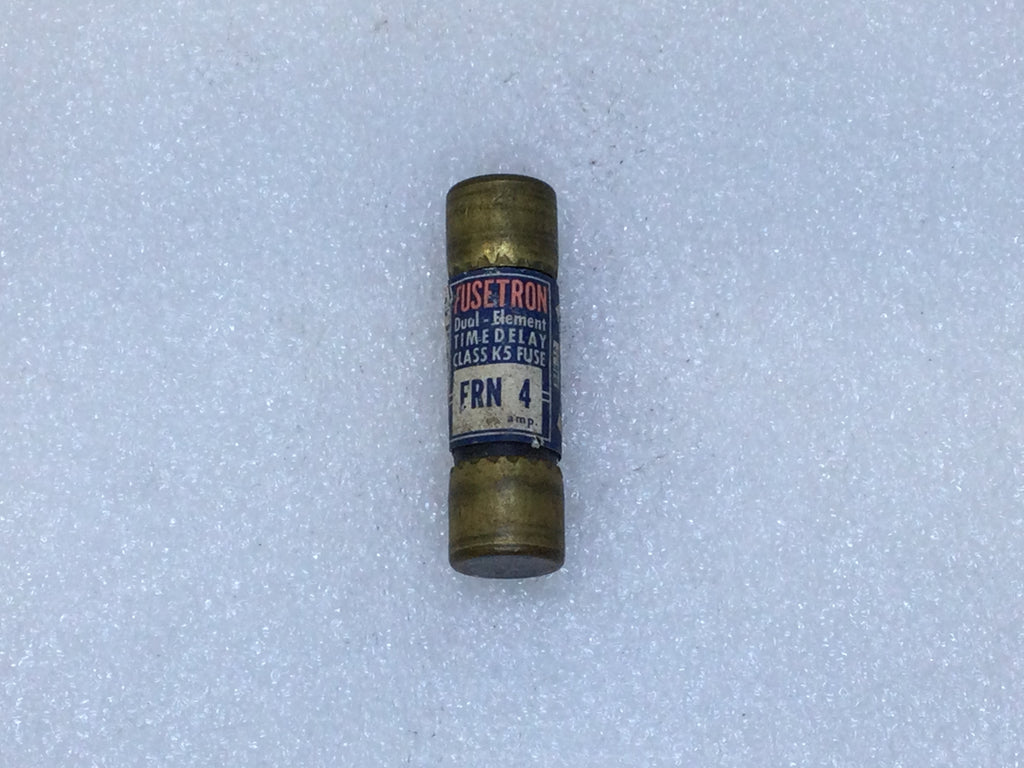 FUSETRON
Dual-Element
TIME DELAY
CLASS K5 FUSE
FRN 4
amp.